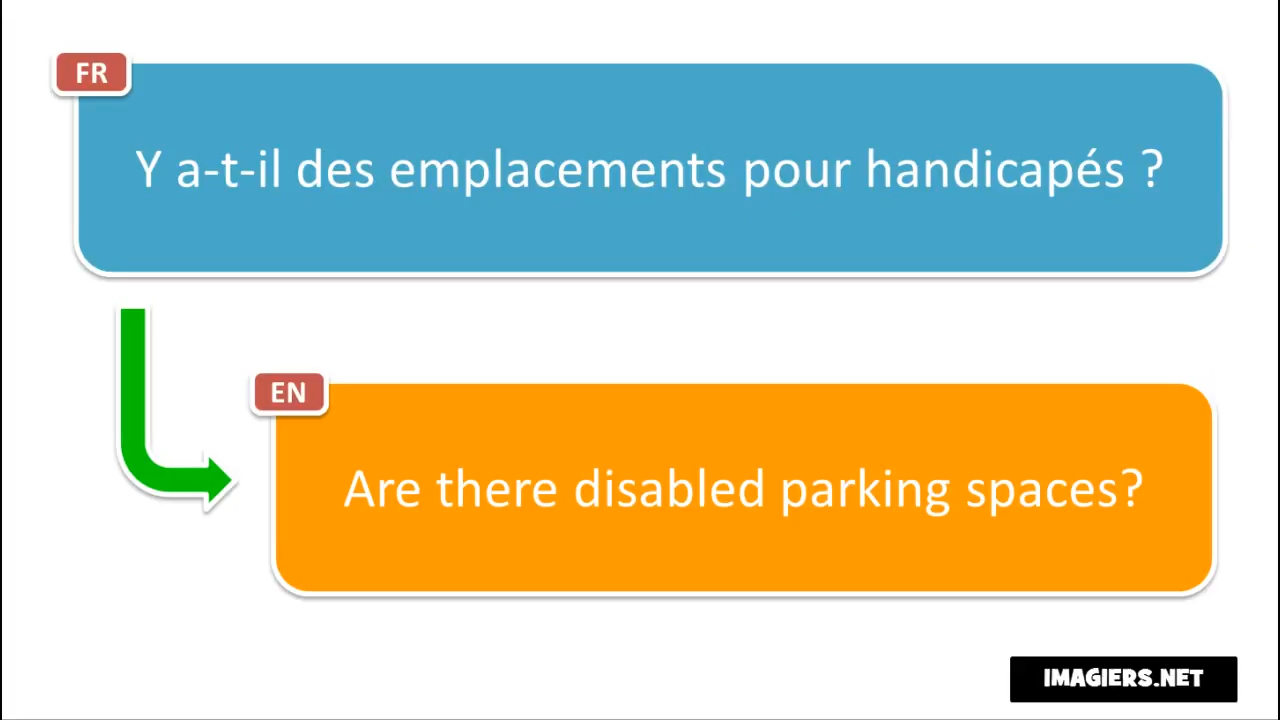 FR
Y a-t-il des emplacements pour handicapés ?
EN
Are there disabled parking spaces?
IMAGIERS.NET